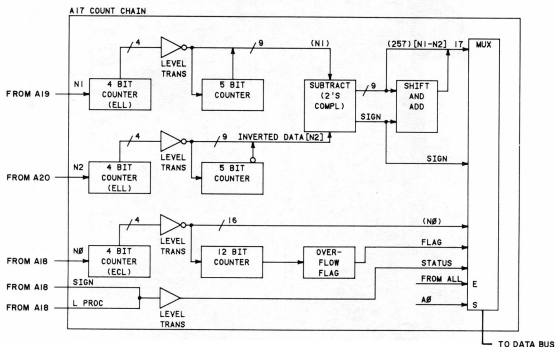 A17 COUNT CHAIN
4
9
(N1)
(257)[N1-N2] 17
MUX
LEVEL
TRANS
N1
FROM A19
4 BIT
COUNTER
(ELL)
5 BIT
COUNTER
SUBTRACT
(2'S
COMPL)
9
SHIFT
AND
ADD
SIGN
4
9
INVERTED DATA[N2]
LEVEL
TRANS
SIGN
N2
FROM A20
4 BIT
COUNTER
(ELL)
5 BIT
COUNTER
4
16
(NØ)
LEVEL
TRANS
NØ
FROM A18
4 BIT
COUNTER
(ECL)
12 BIT
COUNTER
OVER-
FLOW
FLAG
FLAG
STATUS
FROM A18
SIGN
FROM ALL
E
FROM A18
L PROC
LEVEL
TRANS
AØ
S
TO DATA BUS